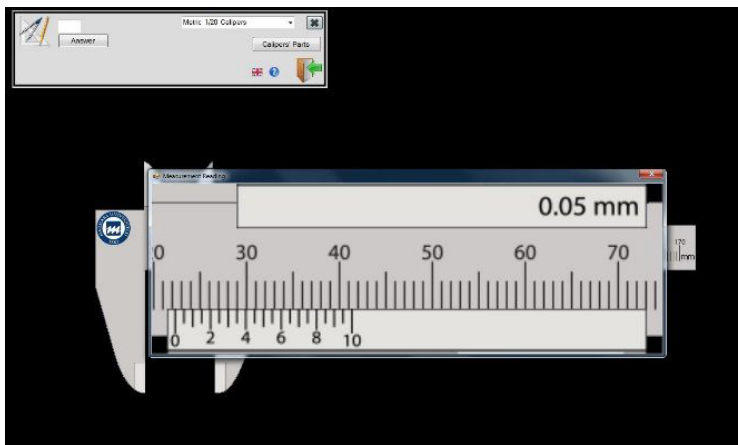 Metric 1/20 Calipers
Answer
Calipers' Parts
Measurement Reading
0.05 mm
0 30 40 50 60 70
0 2 4 6 8 10
170
mm